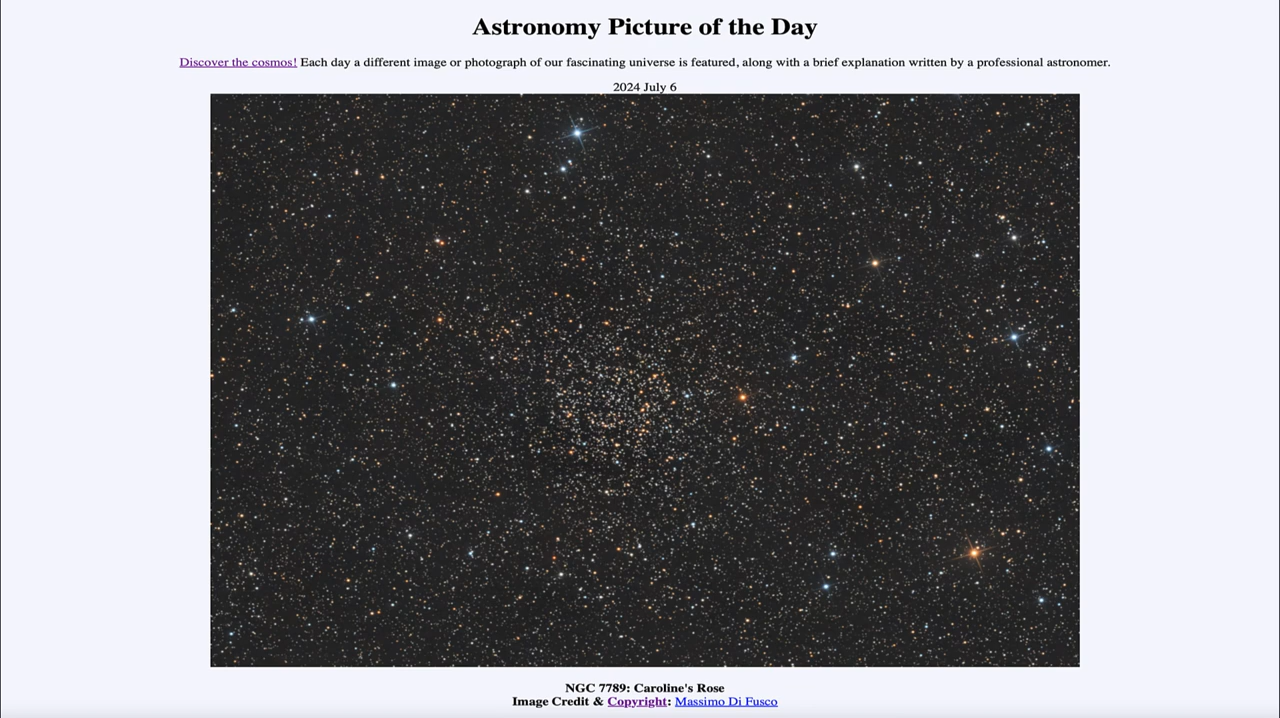 Astronomy Picture of the Day
Discover the cosmos! Each day a different image or photograph of our fascinating universe is featured, along with a brief explanation written by a professional astronomer.
2024 July 6
NGC 7789: Caroline's Rose
Image Credit & Copyright: Massimo Di Fusco